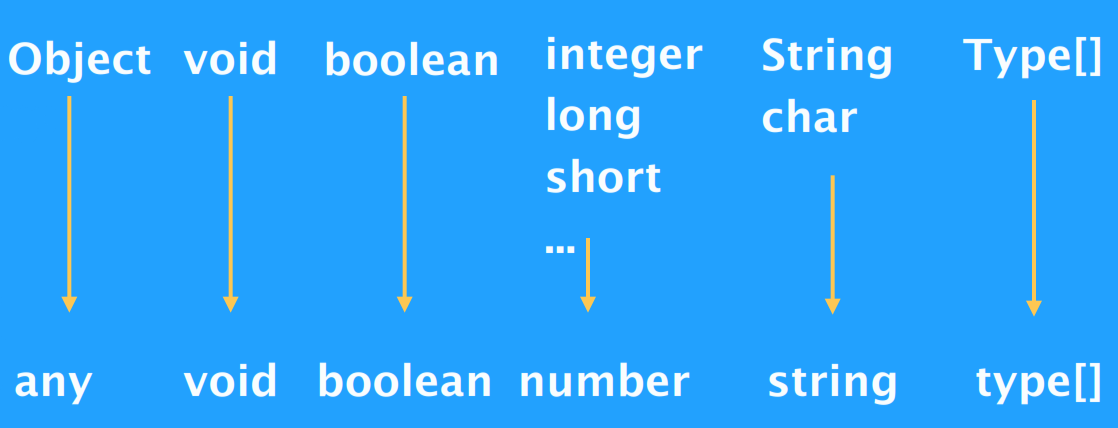 Object void boolean integer String Type[]
long char
short
...
any void boolean number string type[]